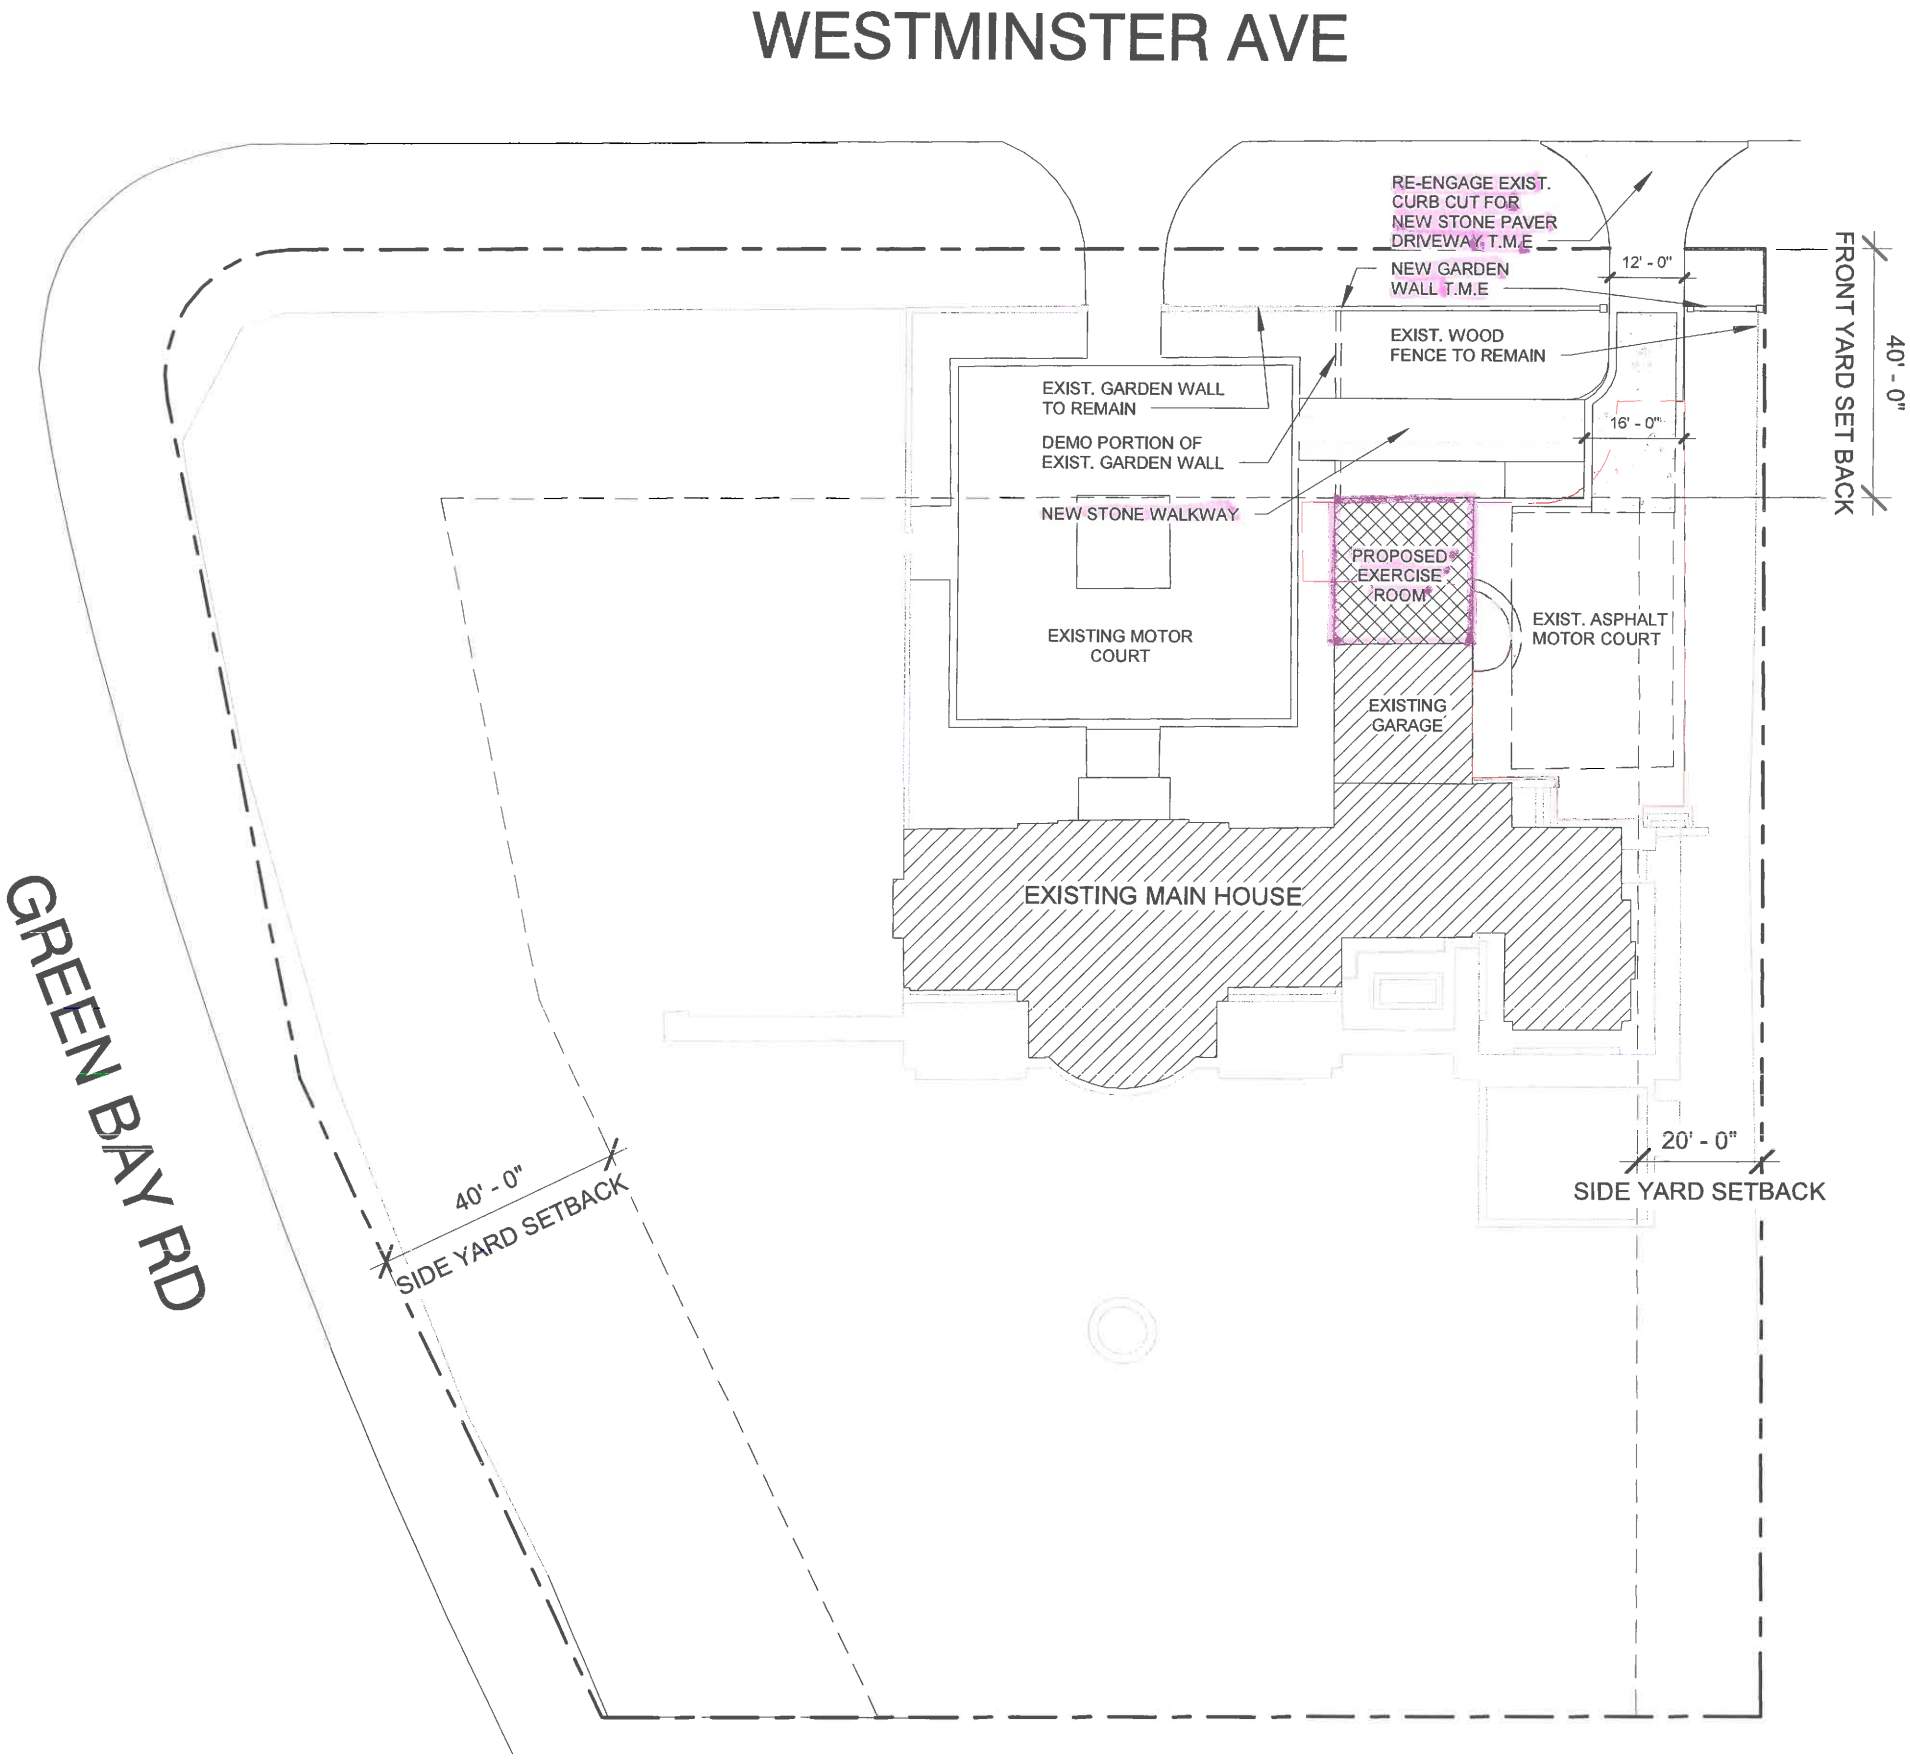 WESTMINSTER AVE
RE-ENGAGE EXIST.
CURB CUT FOR
NEW STONE PAVER
DRIVEWAY T.M.E
NEW GARDEN
WALL T.M.E
12' - 0"
FRONT YARD SET BACK
40' - 0"
EXIST. WOOD
FENCE TO REMAIN
EXIST. GARDEN WALL
TO REMAIN
16' - 0"
DEMO PORTION OF
EXIST. GARDEN WALL
NEW STONE WALKWAY
PROPOSED
EXERCISE
ROOM
EXISTING MOTOR
COURT
EXIST. ASPHALT
MOTOR COURT
EXISTING
GARAGE
EXISTING MAIN HOUSE
GREEN BAY RD
40' - 0"
SIDE YARD SETBACK
20' - 0"
SIDE YARD SETBACK